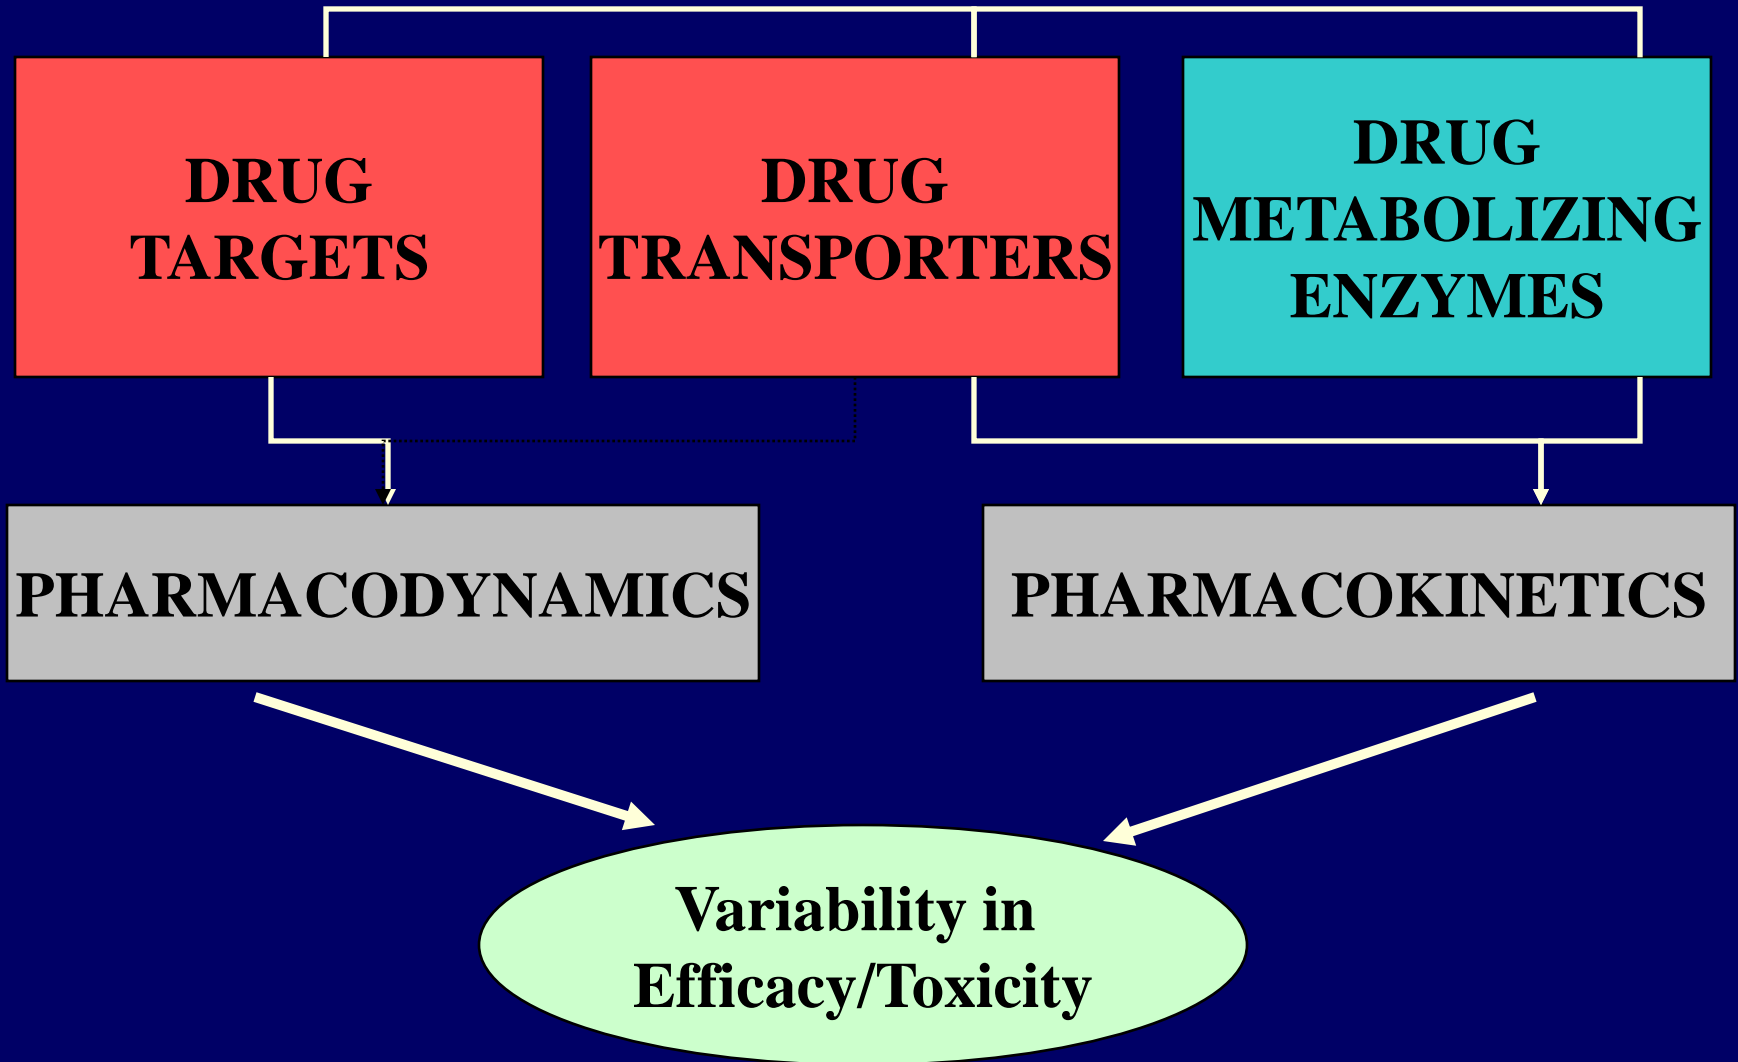 DRUG
TARGETS
DRUG
TRANSPORTERS
DRUG
METABOLIZING
ENZYMES
PHARMACODYNAMICS
PHARMACOKINETICS
Variability in
Efficacy/Toxicity